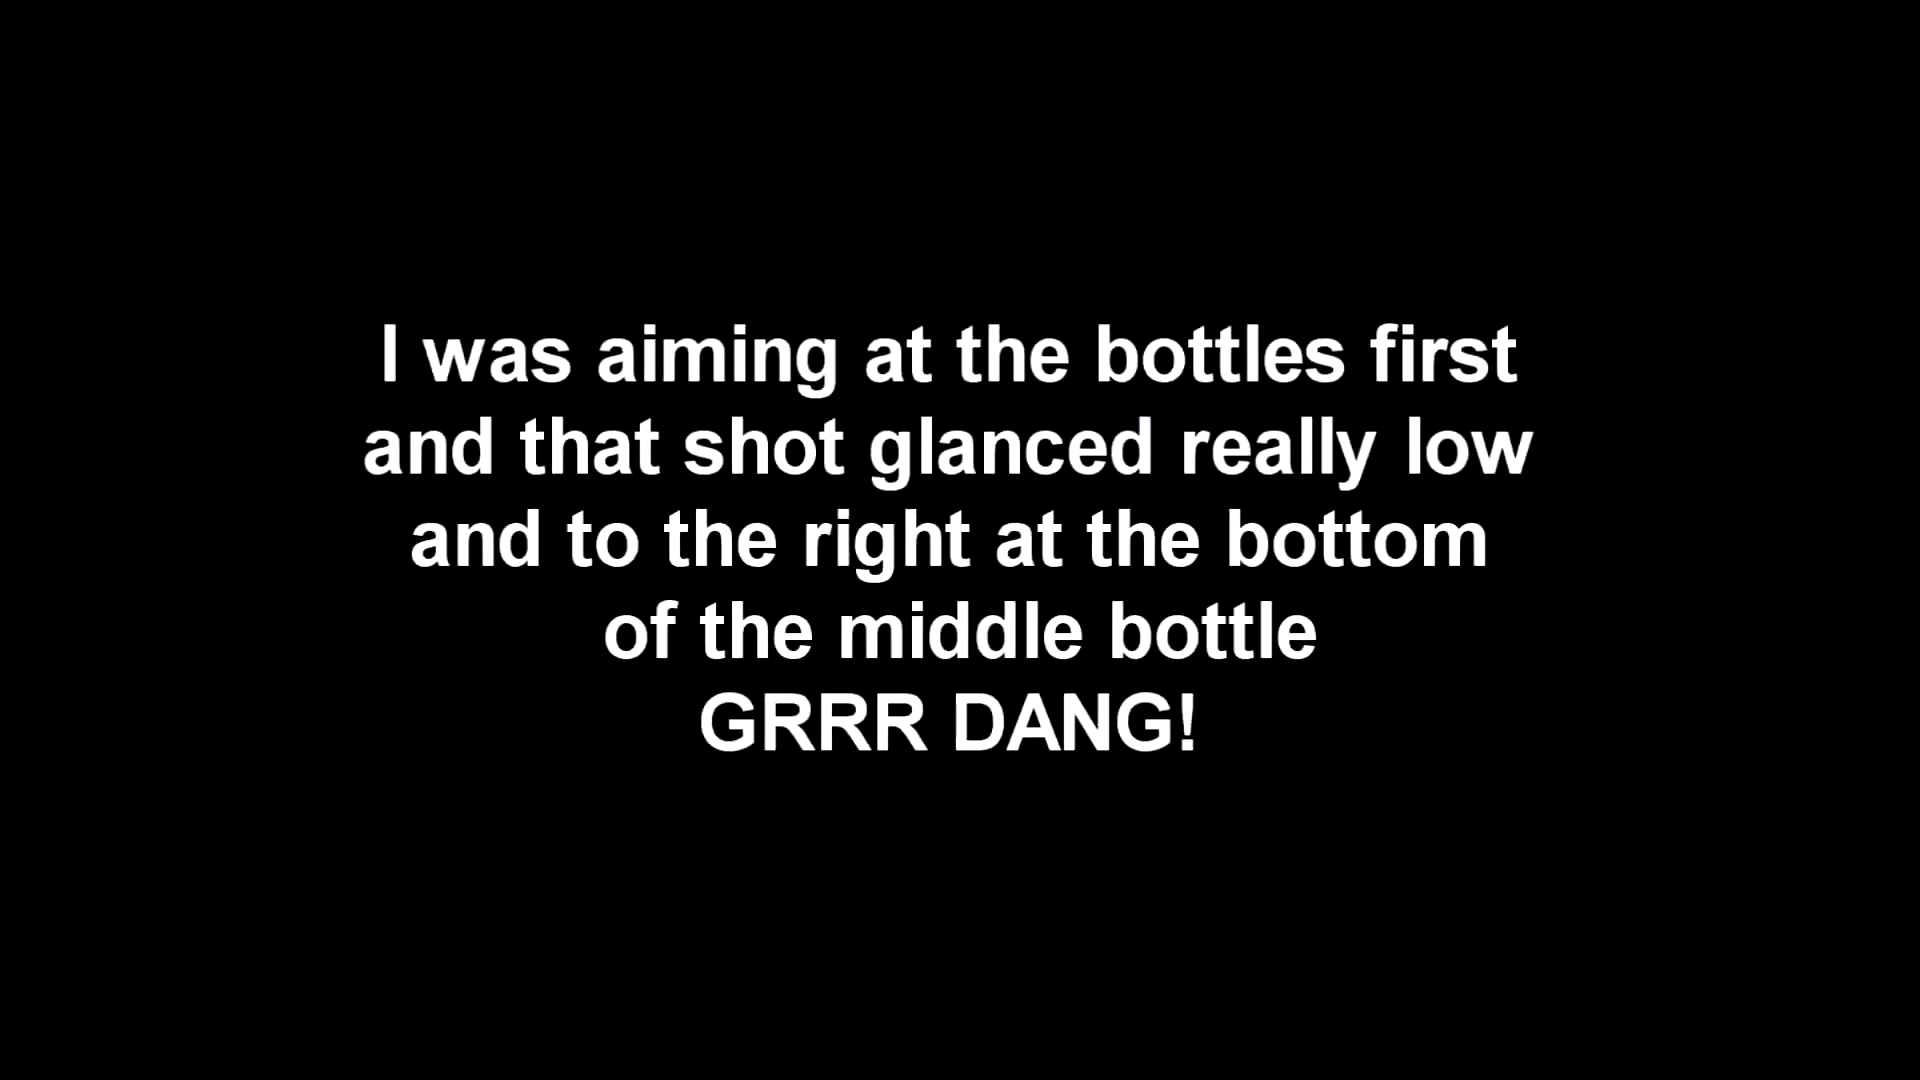 I was aiming at the bottles first
and that shot glanced really low
and to the right at the bottom
of the middle bottle
GRRR DANG!